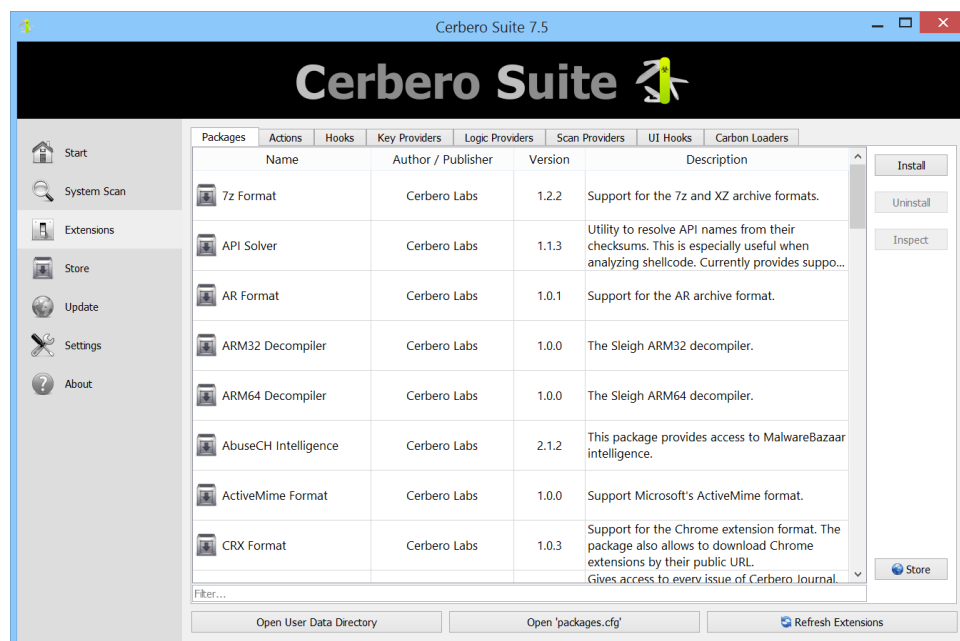 Cerbero Suite 7.5
Cerbero Suite
Start
System Scan
Extensions
Store
Update
Settings
About
Packages Actions Hooks Key Providers Logic Providers Scan Providers UI Hooks Carbon Loaders
Name Author / Publisher Version Description
7z Format Cerbero Labs 1.2.2 Support for the 7z and XZ archive formats.
API Solver Cerbero Labs 1.1.3 Utility to resolve API names from their
checksums. This is especially useful when
analyzing shellcode. Currently provides suppo...
AR Format Cerbero Labs 1.0.1 Support for the AR archive format.
ARM32 Decompiler Cerbero Labs 1.0.0 The Sleigh ARM32 decompiler.
ARM64 Decompiler Cerbero Labs 1.0.0 The Sleigh ARM64 decompiler.
AbuseCH Intelligence Cerbero Labs 2.1.2 This package provides access to MalwareBazaar
intelligence.
ActiveMime Format Cerbero Labs 1.0.0 Support Microsoft's ActiveMime format.
CRX Format Cerbero Labs 1.0.3 Support for the Chrome extension format. The
package also allows to download Chrome
extensions by their public URL.
Gives access to every issue of Cerbero Journal.
Filter...
Install
Uninstall
Inspect
Store
Open User Data Directory Open 'packages.cfg' Refresh Extensions